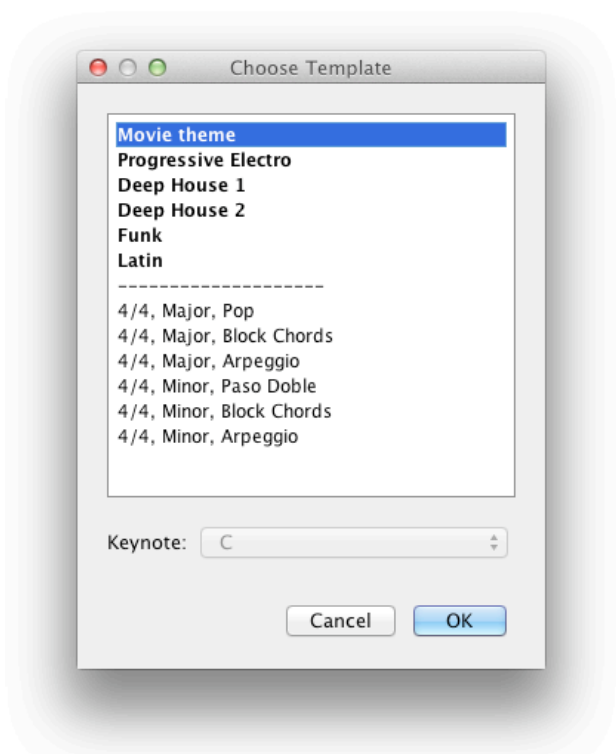 Choose Template
Movie theme
Progressive Electro
Deep House 1
Deep House 2
Funk
Latin
--------------------
4/4, Major, Pop
4/4, Major, Block Chords
4/4, Major, Arpeggio
4/4, Minor, Paso Doble
4/4, Minor, Block Chords
4/4, Minor, Arpeggio
Keynote: C
Cancel OK